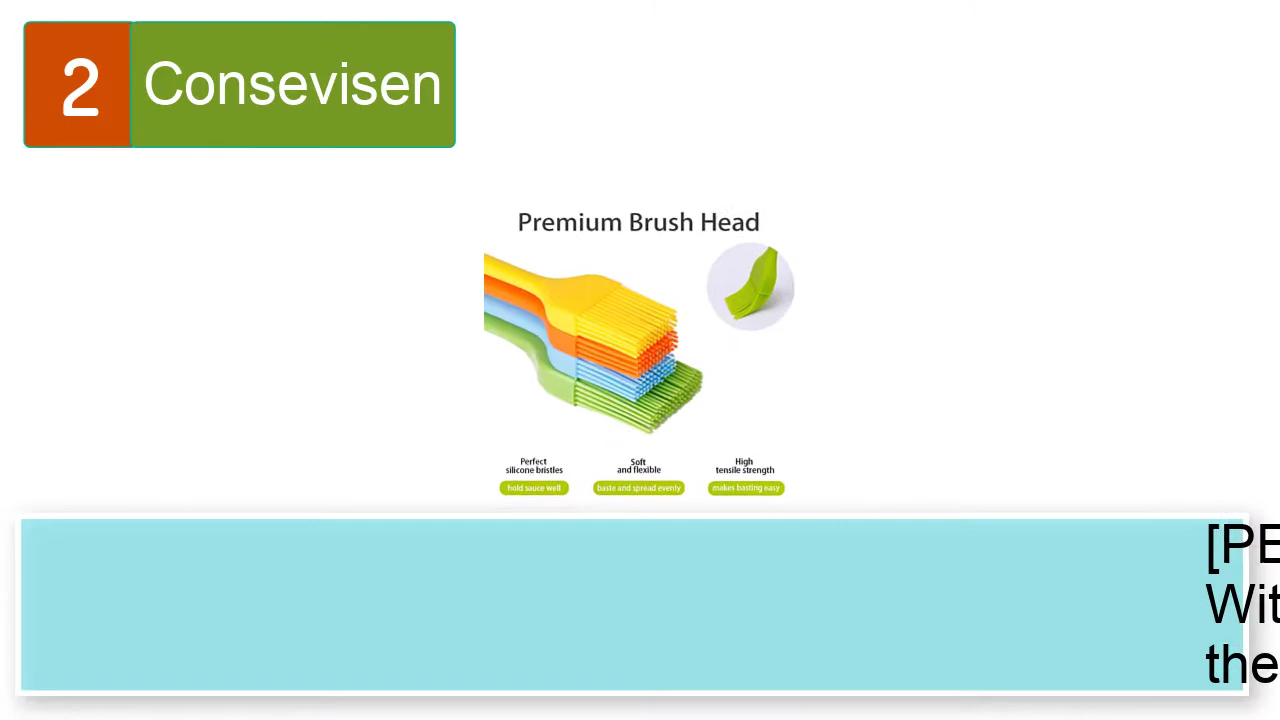 2 Consevisen
Premium Brush Head
Perfect
silicone bristles
hold sauce well
Soft
and flexible
baste and spread evenly
High
tensile strength
makes basting easy
[PE
Wit
the